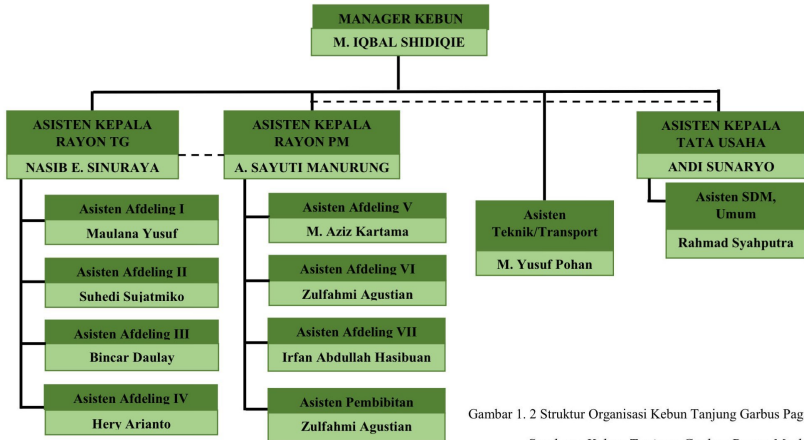 MANAGER KEBUN
M. IQBAL SHIDIQIE
ASISTEN KEPALA
RAYON TG
NASIB E. SINURAYA
ASISTEN KEPALA
RAYON PM
A. SAYUTI MANURUNG
ASISTEN KEPALA
TATA USAHA
ANDI SUNARYO
Asisten Afdeling I
Maulana Yusuf
Asisten Afdeling II
Suhedi Sujatmiko
Asisten Afdeling III
Bincar Daulay
Asisten Afdeling IV
Hery Arianto
Asisten Afdeling V
M. Aziz Kartama
Asisten Afdeling VI
Zulfahmi Agustian
Asisten Afdeling VII
Irfan Abdullah Hasibuan
Asisten Pembibitan
Zulfahmi Agustian
Asisten
Teknik/Transport
M. Yusuf Pohan
Asisten SDM,
Umum
Rahmad Syahputra
Gambar 1. 2 Struktur Organisasi Kebun Tanjung Garbus Pag